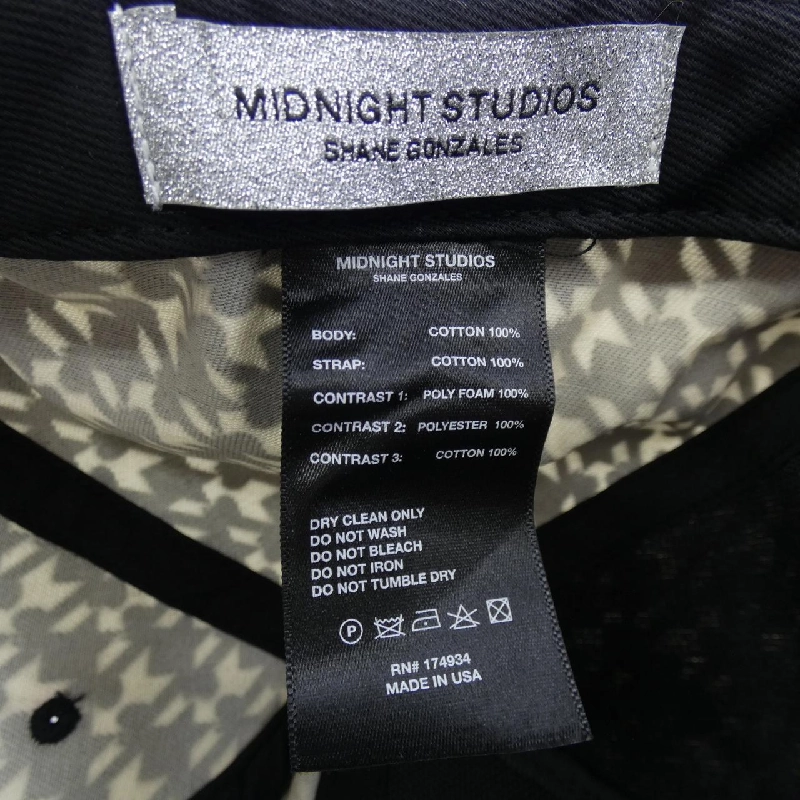 MIDNIGHT STUDIOS
SHANE GONZALES
MIDNIGHT STUDIOS
SHANE GONZALES
BODY: COTTON 100%
STRAP: COTTON 100%
CONTRAST 1: POLY FOAM 100%
CONTRAST 2: POLYESTER 100%
CONTRAST 3: COTTON 100%
DRY CLEAN ONLY
DO NOT WASH
DO NOT BLEACH
DO NOT IRON
DO NOT TUMBLE DRY
P
RN# 174934
MADE IN USA